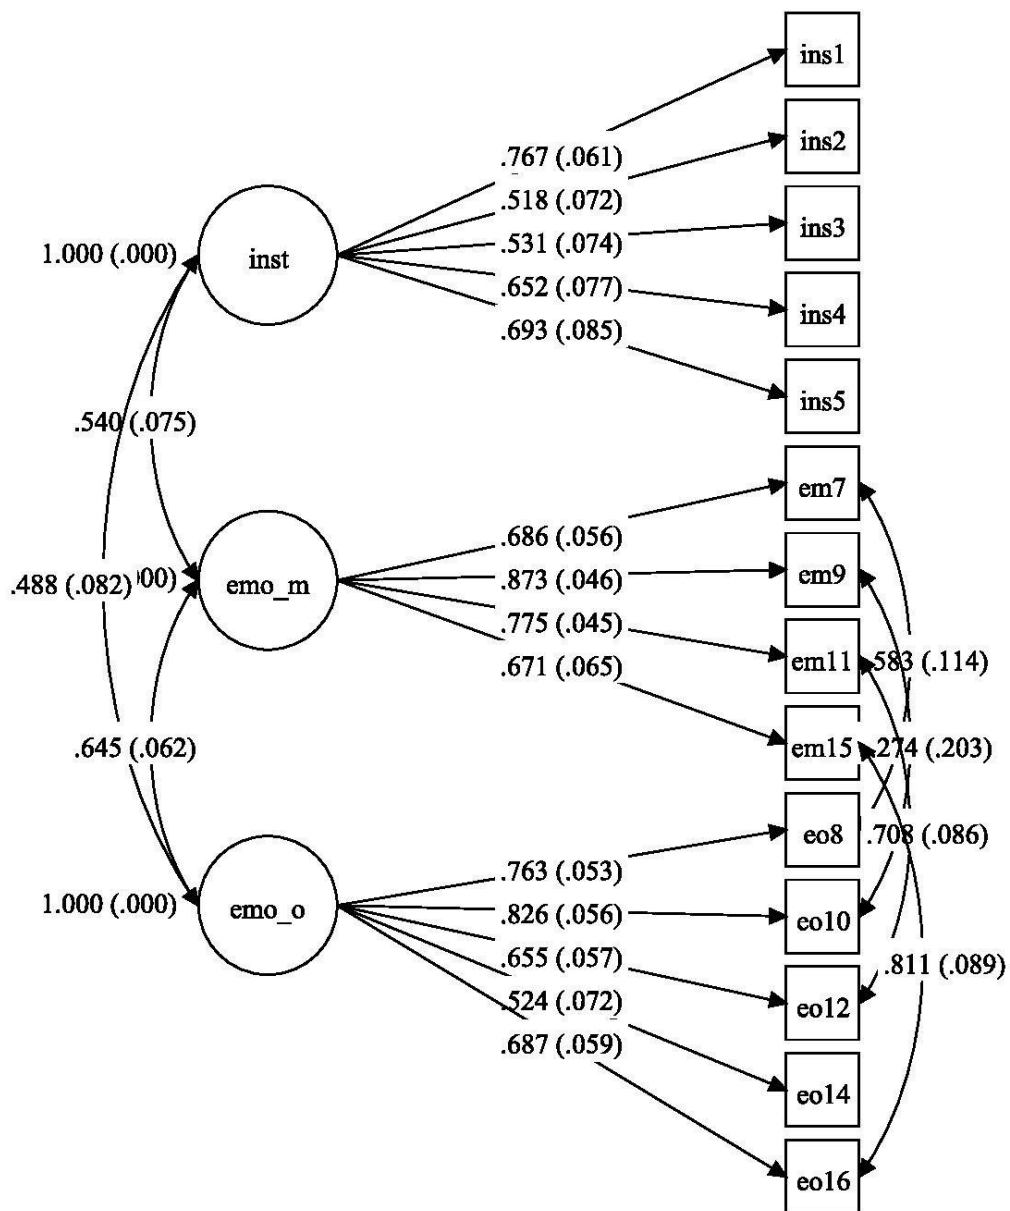 ins1
.767 (.061)
ins2
.518 (.072)
ins3
.531 (.074)
1.000 (.000)
inst
.652 (.077)
ins4
.693 (.085)
ins5
.540 (.075)
em7
.686 (.056)
.873 (.046)
em9
.488 (.082)
00)
emo_m
.775 (.045)
em11
.583 (.114)
.671 (.065)
em15
.274 (.203)
.645 (.062)
eo8
.708 (.086)
.763 (.053)
1.000 (.000)
emo_o
.826 (.056)
eo10
.655 (.057)
.811 (.089)
.524 (.072)
eo12
.687 (.059)
eo14
eo16